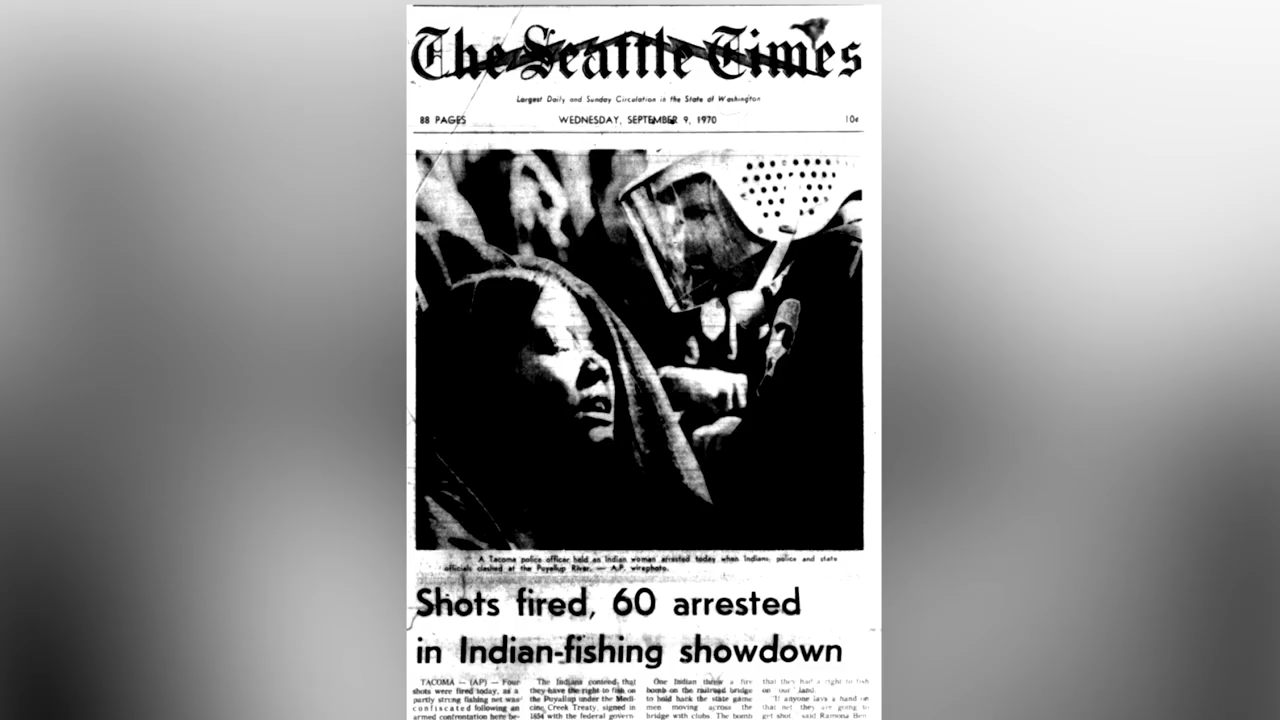 The Seattle Times
Largest Daily and Sunday Circulation in the State of Washington
88 PAGES WEDNESDAY, SEPTEMBER 9, 1970 10¢
A Tacoma police officer held an Indian woman arrested today when Indians, police and state
officials clashed at the Puyallup River. — A.P. wirephoto.
Shots fired, 60 arrested
in Indian-fishing showdown
TACOMA — (AP) — Four
shots were fired today, as a
partly strung fishing net was
confiscated following an
armed confrontation here be-
The Indians contend that
they have the right to fish on
the Puyallup under the Medi-
cine Creek Treaty, signed in
1854 with the federal govern-
One Indian threw a fire
bomb on the railroad bridge
to hold back the state game
men moving across the
bridge with clubs. The bomb
that they had a right to fish
on our land.
"If anyone lays a hand on
that net they are going to
get shot said Ramona Ben-